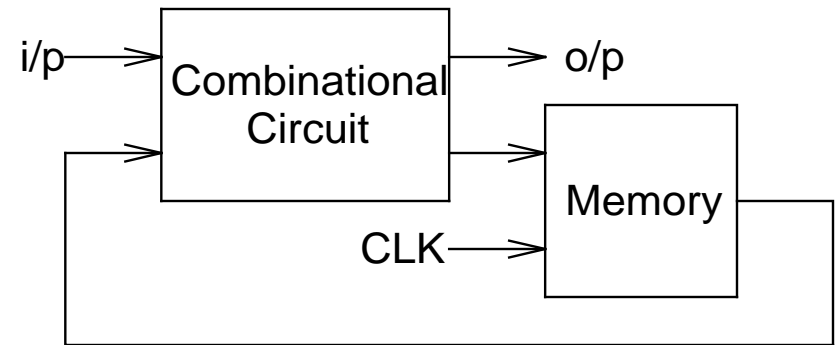 i/p
Combinational
Circuit
o/p
Memory
CLK